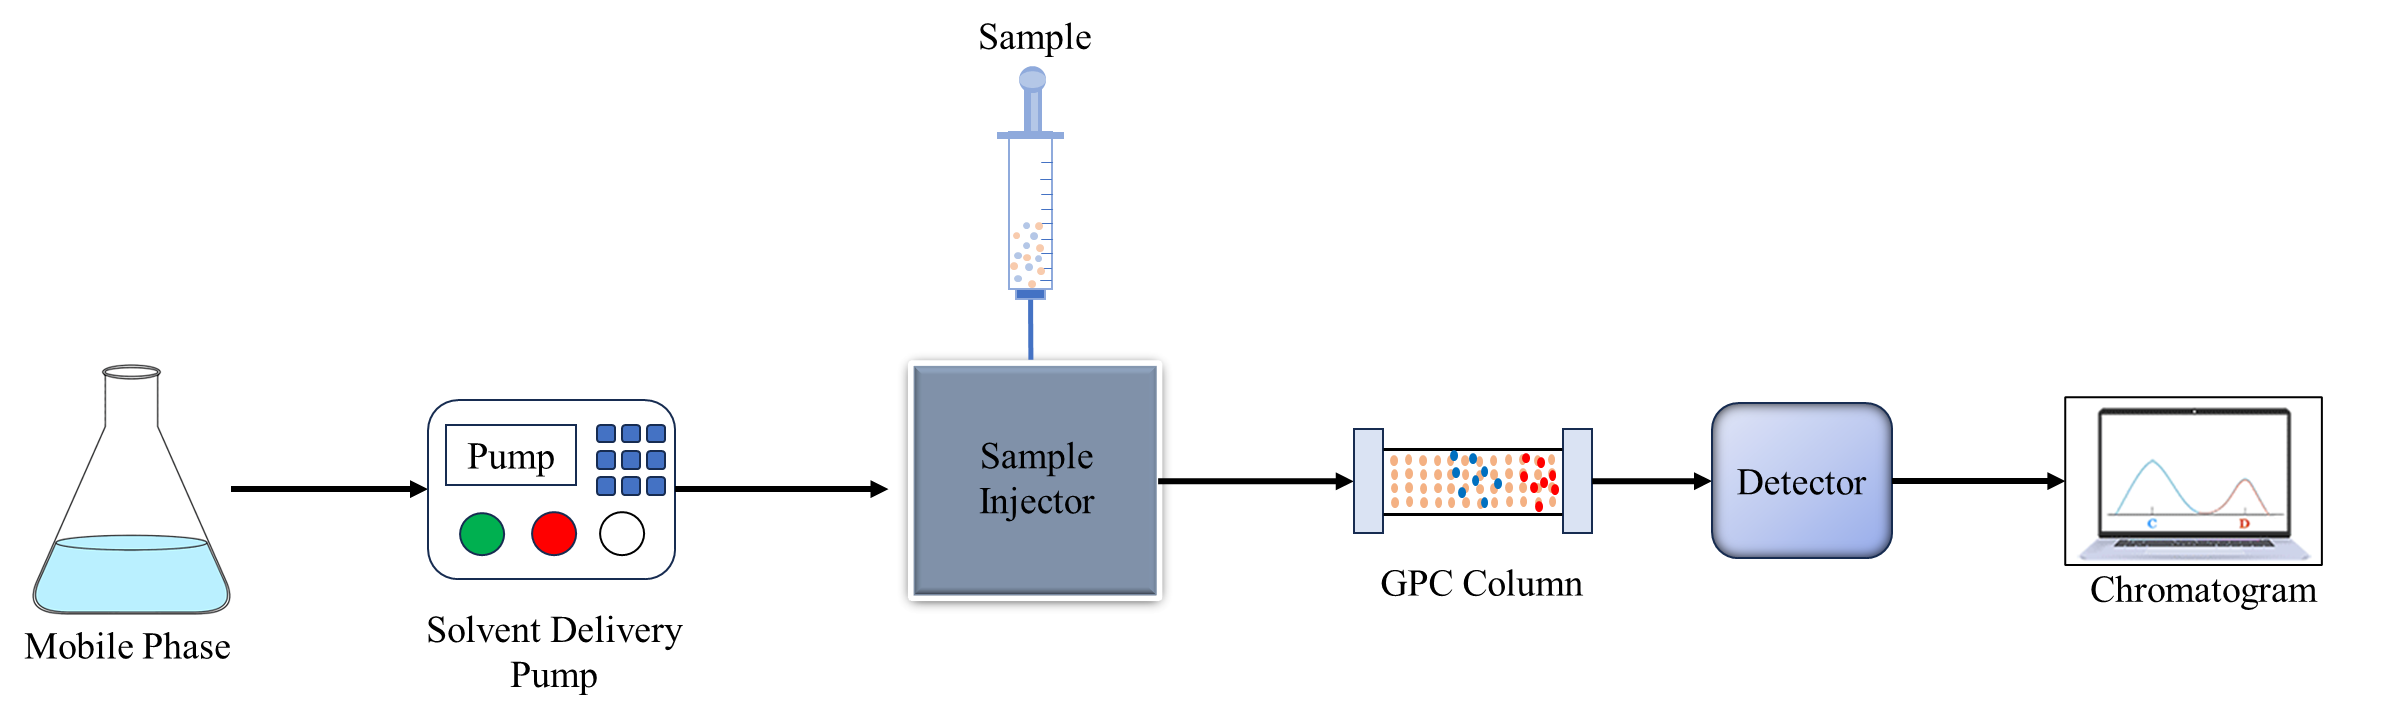 Sample
Pump
Sample
Injector
Detector
C
D
GPC Column
Chromatogram
Mobile Phase
Solvent Delivery
Pump